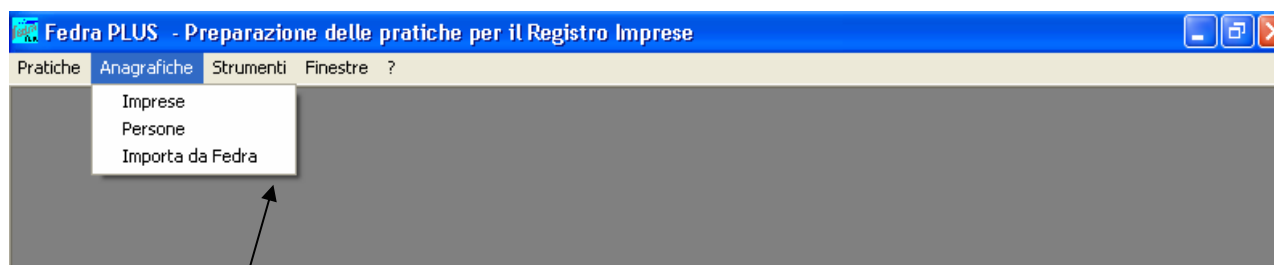 Fedra PLUS - Preparazione delle pratiche per il Registro Imprese
Pratiche Anagrafiche Strumenti Finestre ?
Imprese
Persone
Importa da Fedra